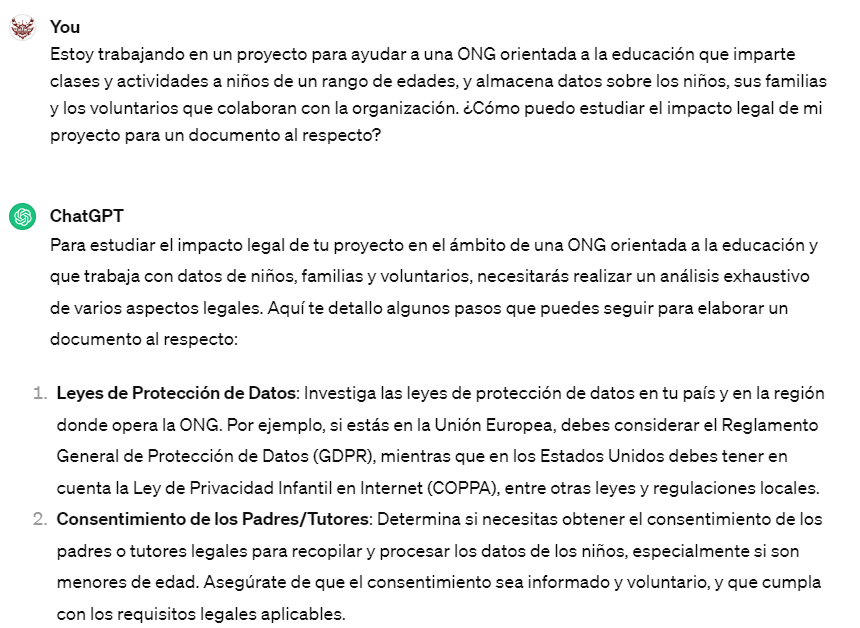 You
Estoy trabajando en un proyecto para ayudar a una ONG orientada a la educación que imparte
clases y actividades a niños de un rango de edades, y almacena datos sobre los niños, sus familias
y los voluntarios que colaboran con la organización. ¿Cómo puedo estudiar el impacto legal de mi
proyecto para un documento al respecto?
ChatGPT
Para estudiar el impacto legal de tu proyecto en el ámbito de una ONG orientada a la educación y
que trabaja con datos de niños, familias y voluntarios, necesitarás realizar un análisis exhaustivo
de varios aspectos legales. Aquí te detallo algunos pasos que puedes seguir para elaborar un
documento al respecto:
1. Leyes de Protección de Datos: Investiga las leyes de protección de datos en tu país y en la región
donde opera la ONG. Por ejemplo, si estás en la Unión Europea, debes considerar el Reglamento
General de Protección de Datos (GDPR), mientras que en los Estados Unidos debes tener en
cuenta la Ley de Privacidad Infantil en Internet (COPPA), entre otras leyes y regulaciones locales.
2. Consentimiento de los Padres/Tutores: Determina si necesitas obtener el consentimiento de los
padres o tutores legales para recopilar y procesar los datos de los niños, especialmente si son
menores de edad. Asegúrate de que el consentimiento sea informado y voluntario, y que cumpla
con los requisitos legales aplicables.